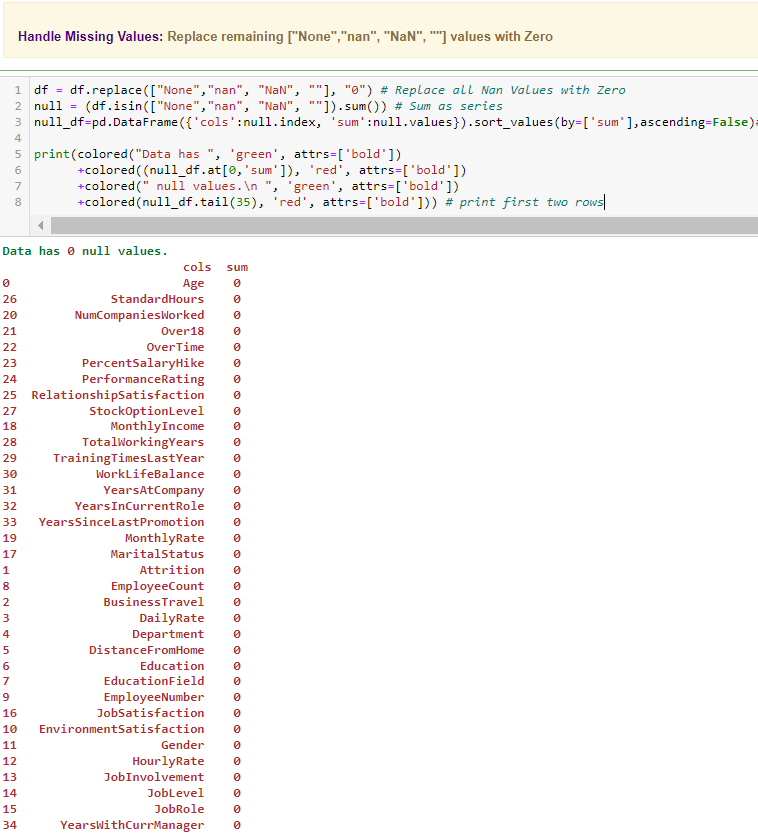 Handle Missing Values: Replace remaining ["None","nan", "NaN", ""] values with Zero
1 df = df.replace(["None","nan", "NaN", ""], "0") # Replace all Nan Values with Zero
2 null = (df.isin(["None","nan", "NaN", ""]).sum()) # Sum as series
3 null_df=pd.DataFrame({'cols':null.index, 'sum':null.values}).sort_values(by=['sum'],ascending=False)#
4
5 print(colored("Data has ", 'green', attrs=['bold'])
6 +colored((null_df.at[0,'sum']), 'red', attrs=['bold'])
7 +colored(" null values.\n ", 'green', attrs=['bold'])
8 +colored(null_df.tail(35), 'red', attrs=['bold'])) # print first two rows
Data has 0 null values.
cols sum
0 Age 0
26 StandardHours 0
20 NumCompaniesWorked 0
21 Over18 0
22 OverTime 0
23 PercentSalaryHike 0
24 PerformanceRating 0
25 RelationshipSatisfaction 0
27 StockOptionLevel 0
18 MonthlyIncome 0
28 TotalWorkingYears 0
29 TrainingTimesLastYear 0
30 WorkLifeBalance 0
31 YearsAtCompany 0
32 YearsInCurrentRole 0
33 YearsSinceLastPromotion 0
19 MonthlyRate 0
17 MaritalStatus 0
1 Attrition 0
8 EmployeeCount 0
2 BusinessTravel 0
3 DailyRate 0
4 Department 0
5 DistanceFromHome 0
6 Education 0
7 EducationField 0
9 EmployeeNumber 0
16 JobSatisfaction 0
10 EnvironmentSatisfaction 0
11 Gender 0
12 HourlyRate 0
13 JobInvolvement 0
14 JobLevel 0
15 JobRole 0
34 YearsWithCurrManager 0